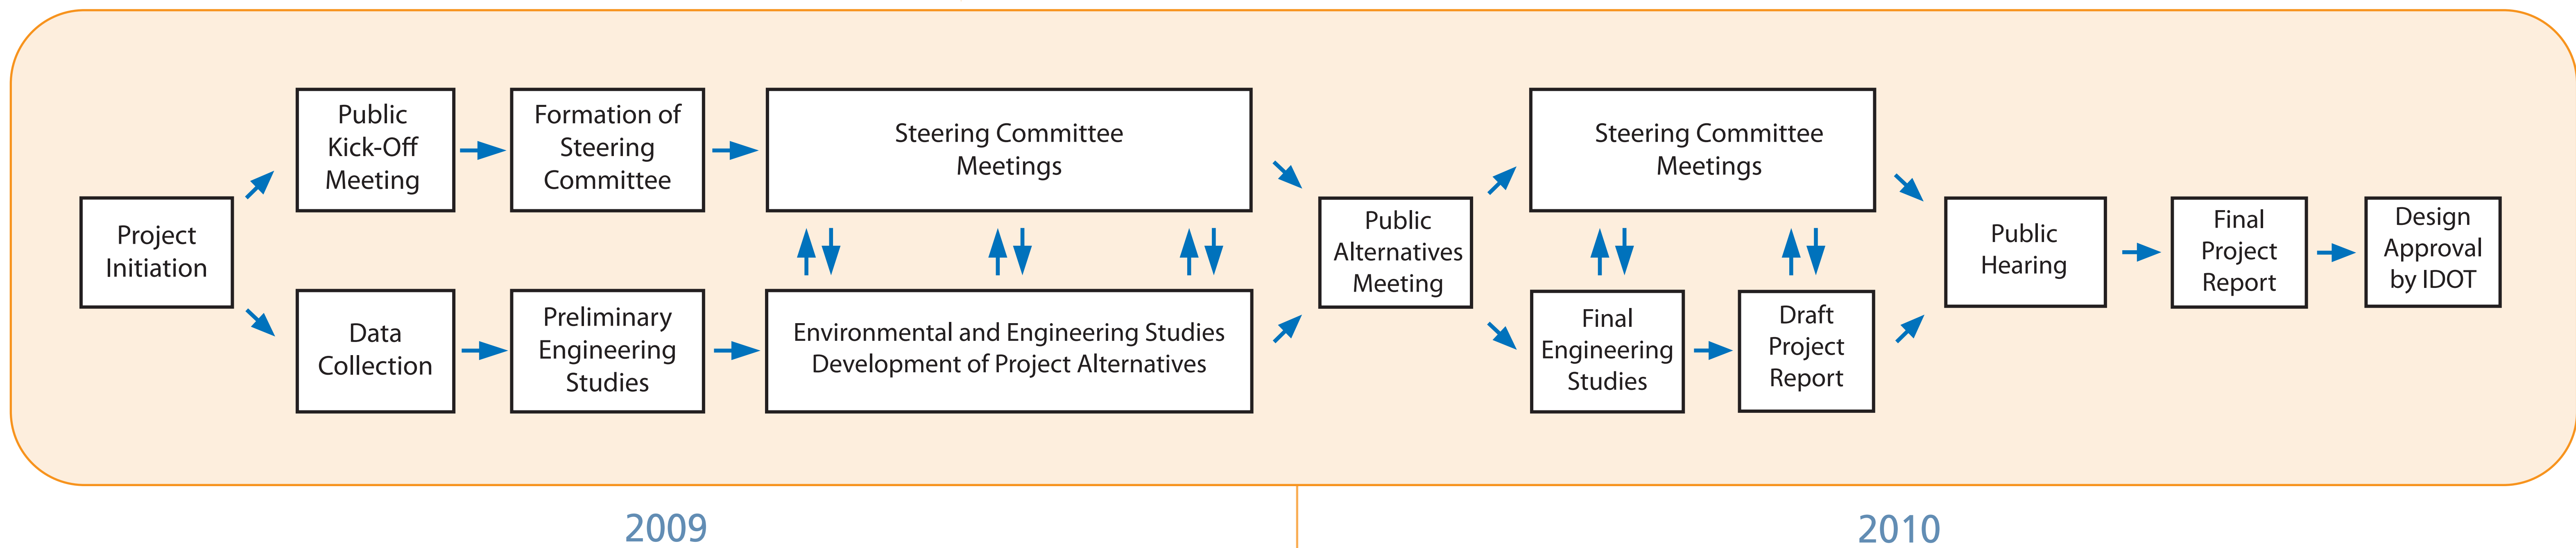 Project
Initiation
Public
Kick-Off
Meeting
Formation of
Steering
Committee
Steering Committee
Meetings
Data
Collection
Preliminary
Engineering
Studies
Environmental and Engineering Studies
Development of Project Alternatives
Public
Alternatives
Meeting
Steering Committee
Meetings
Final
Engineering
Studies
Draft
Project
Report
Public
Hearing
Final
Project
Report
Design
Approval
by IDOT
2009
2010